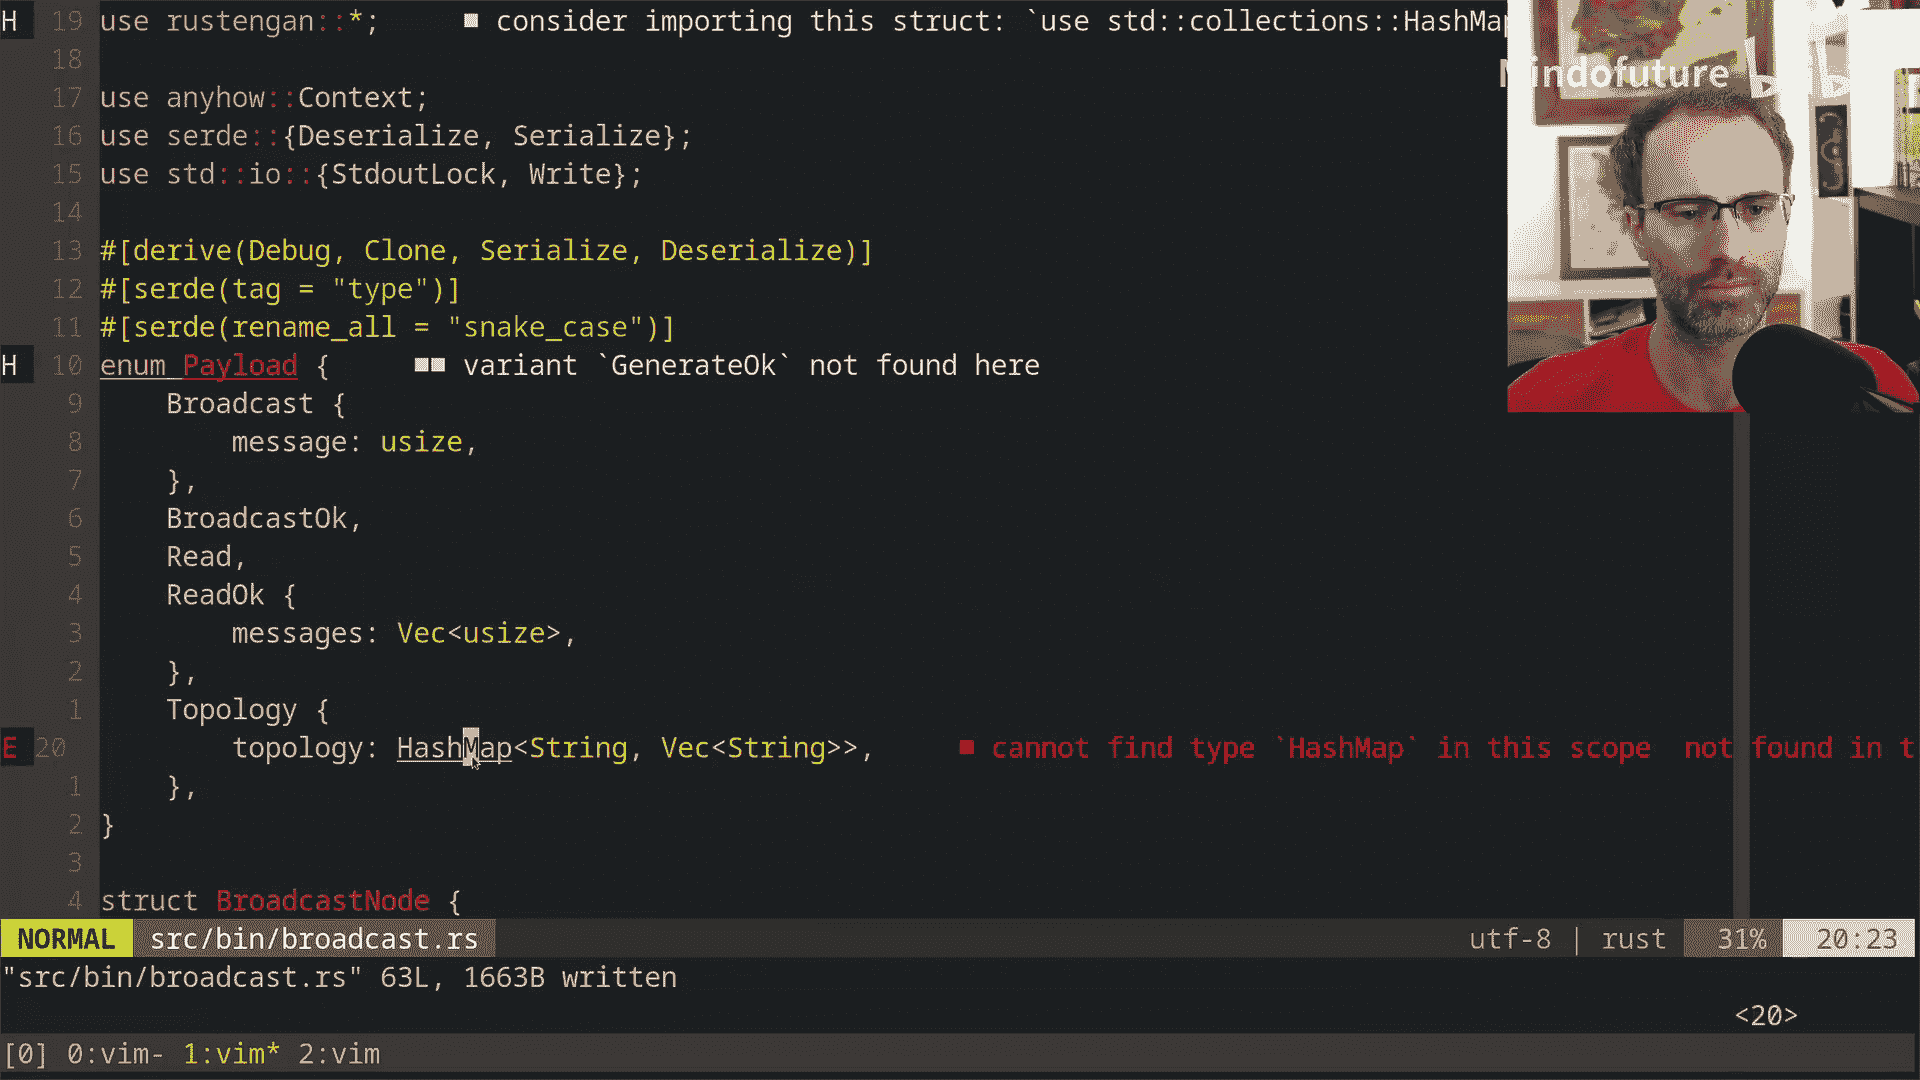 H 19 use rustengan::*; ■ consider importing this struct: `use std::collections::HashMap
Mindofuture
18
17 use anyhow::Context;
16 use serde::{Deserialize, Serialize};
15 use std::io::{StdoutLock, Write};
14
13 #[derive(Debug, Clone, Serialize, Deserialize)]
12 #[serde(tag = "type")]
11 #[serde(rename_all = "snake_case")]
H 10 enum Payload { ■■ variant `GenerateOk` not found here
9 Broadcast {
8 message: usize,
7 },
6 BroadcastOk,
5 Read,
4 ReadOk {
3 messages: Vec<usize>,
2 },
1 Topology {
E 20 topology: HashMap<String, Vec<String>>, ■ cannot find type `HashMap` in this scope not found in t
1 },
2 }
3
4 struct BroadcastNode {
NORMAL src/bin/broadcast.rs utf-8 | rust 31% 20:23
"src/bin/broadcast.rs" 63L, 1663B written
<20>
[0] 0:vim- 1:vim* 2:vim